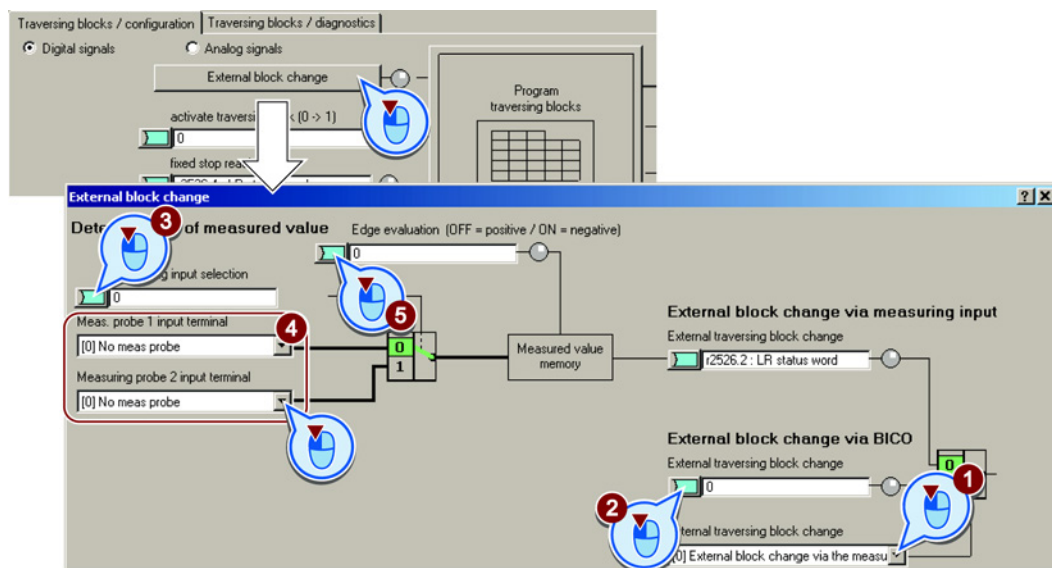 Traversing blocks / configuration Traversing blocks / diagnostics
Digital signals Analog signals
External block change
Program
traversing blocks
activate traversi (0 -> 1)
0
fixed stop rea
External block change
Dete of measured value
Edge evaluation (OFF = positive / ON = negative)
3
0
g input selection
0
5
Meas. probe 1 input terminal
4
[0] No meas probe
0
1
Measured value
memory
Measuring probe 2 input terminal
[0] No meas probe
External block change via measuring input
External traversing block change
r2526.2 : LR status word
External block change via BICO
External traversing block change
0
1
0
2
ternal traversing block change
[0] External block change via the measu